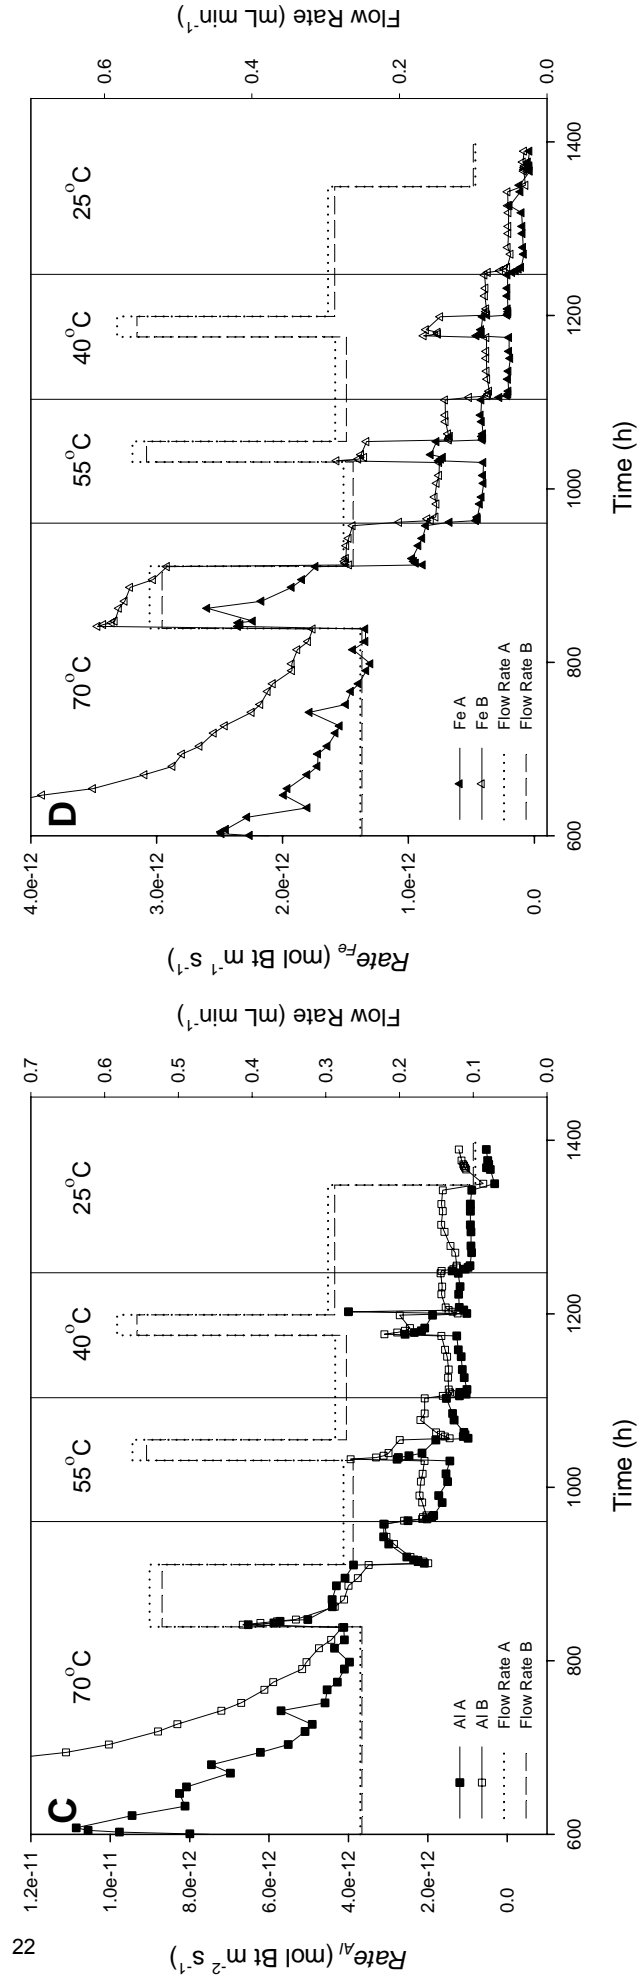 22
C
70°C
55°C
40°C
25°C
1.2e-11
1.0e-11
8.0e-12
6.0e-12
4.0e-12
2.0e-12
0.0
Rate_Al (mol Bt m⁻² s⁻¹)
0.7
0.6
0.5
0.4
0.3
0.2
0.1
0.0
Flow Rate (mL min⁻¹)
Al A
Al B
Flow Rate A
Flow Rate B
600 800 1000 1200 1400
Time (h)
D
70°C
55°C
40°C
25°C
4.0e-12
3.0e-12
2.0e-12
1.0e-12
0.0
Rate_Fe (mol Bt m⁻¹ s⁻¹)
0.6
0.4
0.2
0.0
Flow Rate (mL min⁻¹)
Fe A
Fe B
Flow Rate A
Flow Rate B
600 800 1000 1200 1400
Time (h)